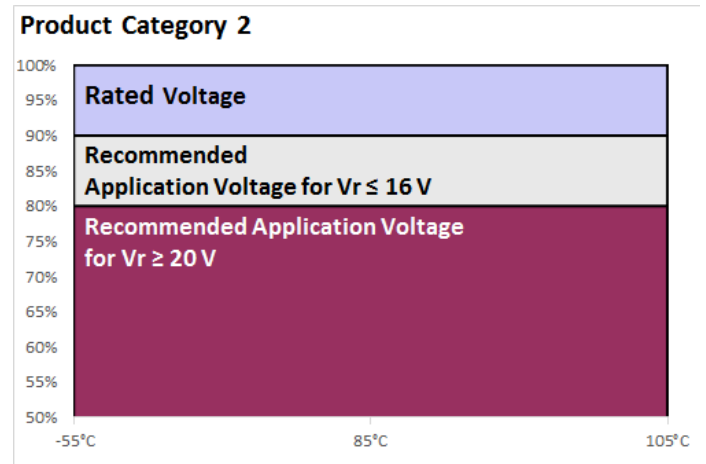 Product Category 2
100%
95%
Rated Voltage
90%
Recommended
85%
Application Voltage for Vr ≤ 16 V
80%
Recommended Application Voltage
75%
for Vr ≥ 20 V
70%
65%
60%
55%
50%
-55°C
85°C
105°C